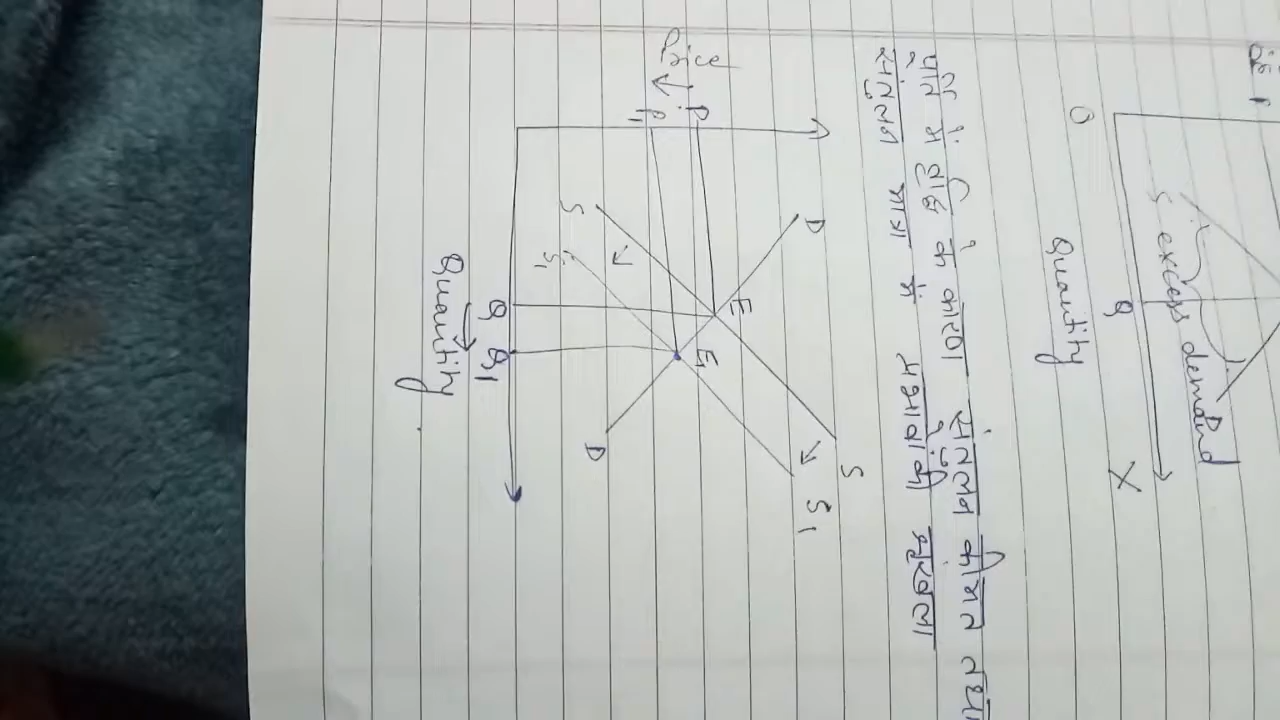 O
Q
X
Quantity
S excess demand
D
पूर्ति में वृद्धि के कारण संतुलन कीमत तथा
संतुलन मात्रा में प्रभावों की श्रृंखला
Price
D
S
S1
P
E
P1
E1
S
S1
D
Q
Q1
Quantity